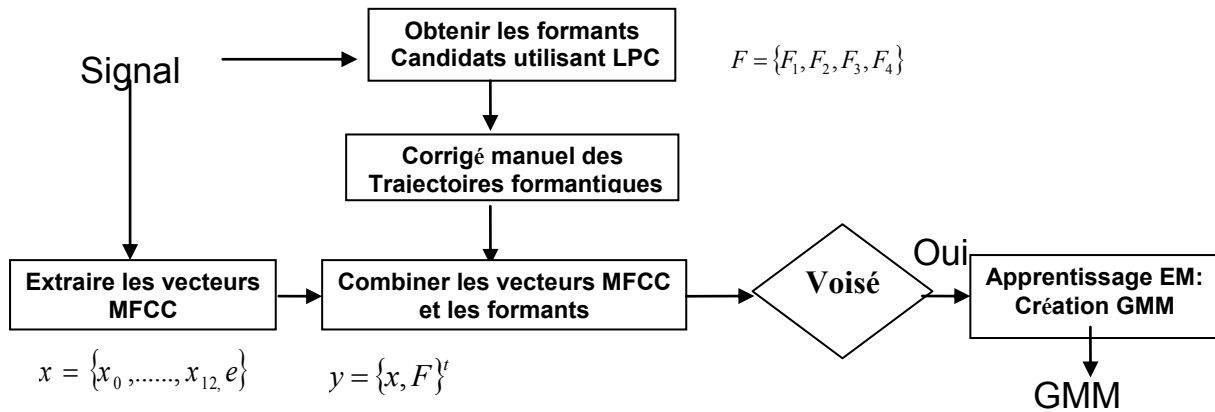 Obtenir les formants
Candidats utilisant LPC
F = {F₁, F₂, F₃, F₄}
Signal
Corrigé manuel des
Trajectoires formantiques
Extraire les vecteurs
MFCC
Combiner les vecteurs MFCC
et les formants
Voisé
Oui
Apprentissage EM:
Création GMM
x = {x₀ ,......, x₁₂, e}
y = {x, F}ᵗ
GMM